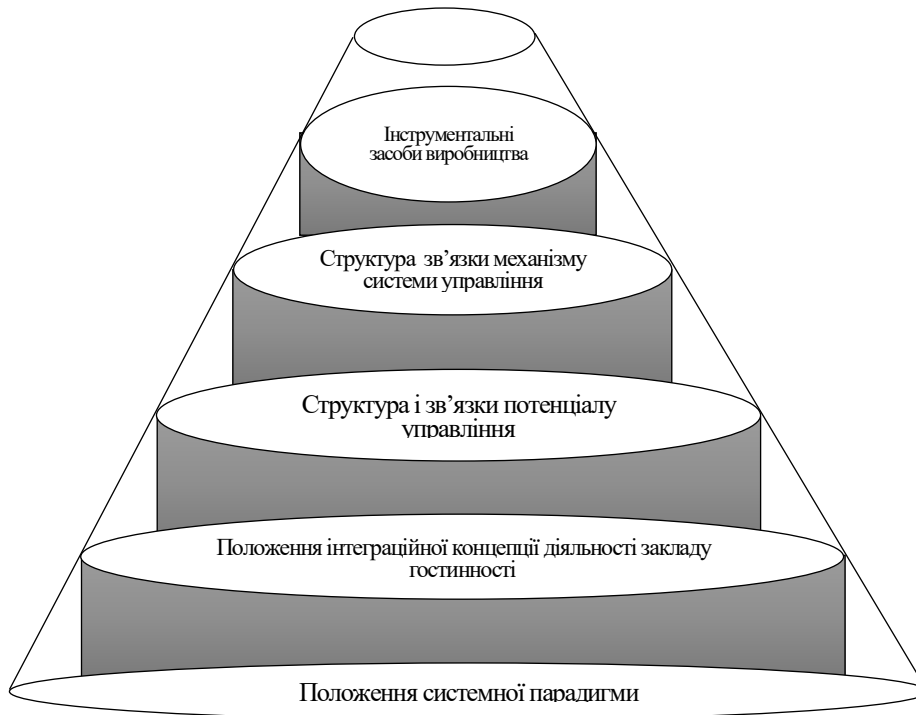 Інструментальні
засоби виробництва
Структура зв’язки механізму
системи управління
Структура і зв’язки потенціалу
управління
Положення інтеграційної концепції діяльності закладу
гостинності
Положення системної парадигми